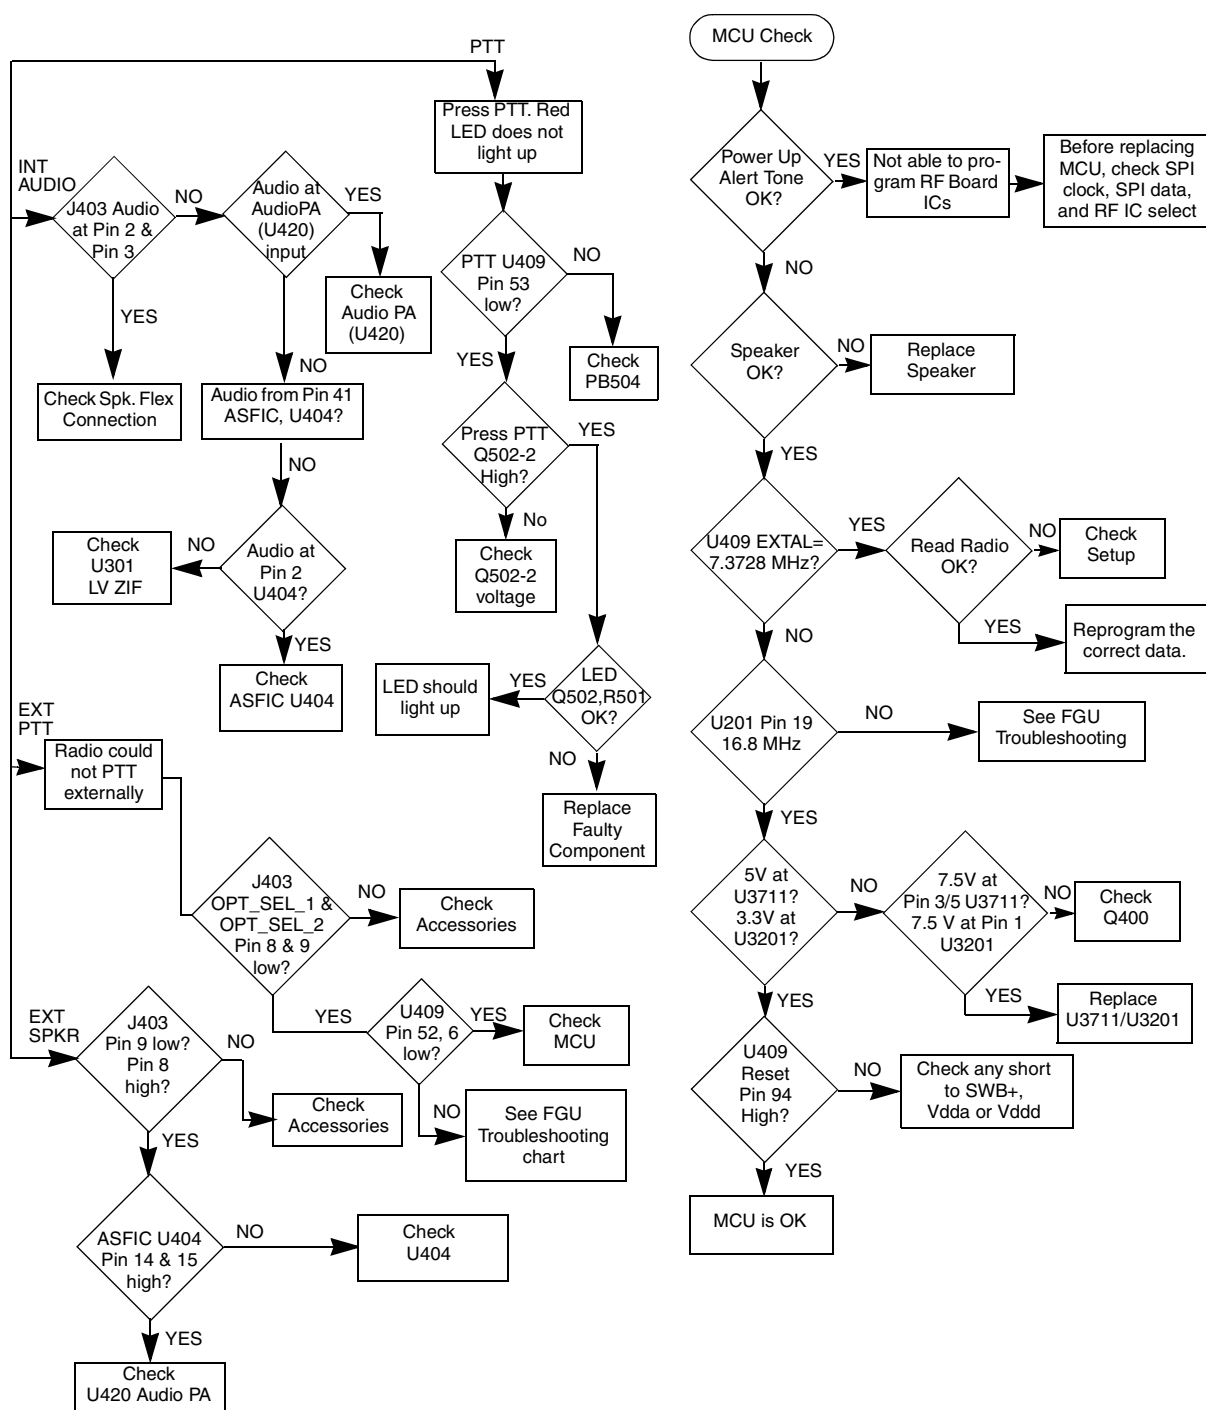 PTT
Press PTT. Red
LED does not
light up
INT
AUDIO
J403 Audio
at Pin 2 &
Pin 3
NO
Audio at
AudioPA
(U420)
input
YES
Check
Audio PA
(U420)
YES
Check Spk. Flex
Connection
NO
Audio from Pin 41
ASFIC, U404?
NO
Audio at
Pin 2
U404?
NO
Check
U301
LV ZIF
YES
Check
ASFIC U404
PTT U409
Pin 53
low?
NO
Check
PB504
YES
Press PTT
Q502-2
High?
YES
No
Check
Q502-2
voltage
LED
Q502,R501
OK?
YES
LED should
light up
NO
Replace
Faulty
Component
EXT
PTT
Radio could
not PTT
externally
J403
OPT_SEL_1 &
OPT_SEL_2
Pin 8 & 9
low?
NO
Check
Accessories
YES
U409
Pin 52, 6
low?
YES
Check
MCU
NO
See FGU
Troubleshooting
chart
EXT
SPKR
J403
Pin 9 low?
Pin 8
high?
NO
Check
Accessories
YES
ASFIC U404
Pin 14 & 15
high?
NO
Check
U404
YES
Check
U420 Audio PA
MCU Check
Power Up
Alert Tone
OK?
YES
Not able to pro-
gram RF Board
ICs
Before replacing
MCU, check SPI
clock, SPI data,
and RF IC select
NO
Speaker
OK?
NO
Replace
Speaker
YES
U409 EXTAL=
7.3728 MHz?
YES
Read Radio
OK?
NO
Check
Setup
YES
Reprogram the
correct data.
NO
U201 Pin 19
16.8 MHz
NO
See FGU
Troubleshooting
YES
5V at
U3711?
3.3V at
U3201?
NO
7.5V at
Pin 3/5 U3711?
7.5 V at Pin 1
U3201
NO
Check
Q400
YES
Replace
U3711/U3201
YES
U409
Reset
Pin 94
High?
NO
Check any short
to SWB+,
Vdda or Vddd
YES
MCU is OK